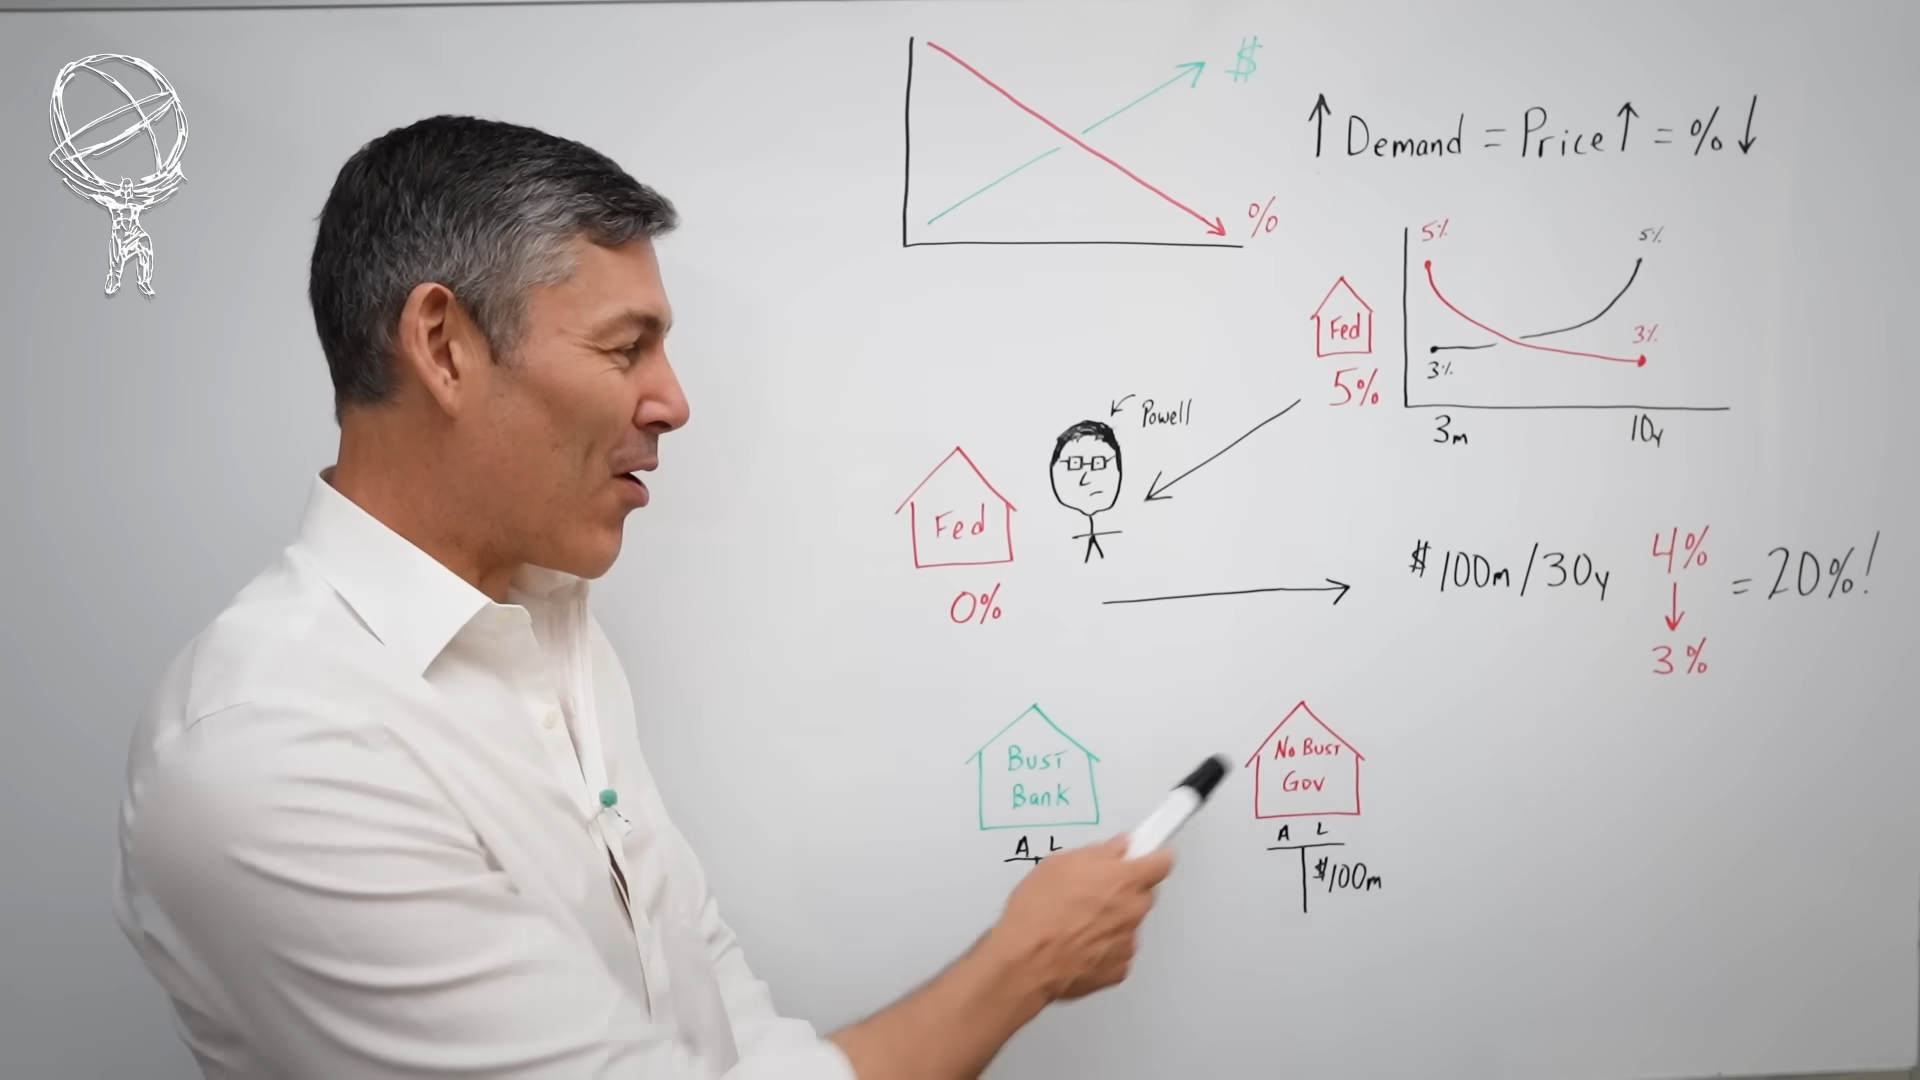 $
%
↑ Demand = Price ↑ = % ↓
5%
5%
3%
3%
3m
10y
Fed
5%
Powell
Fed
0%
$100m/30y
4%
↓
3%
= 20%!
Bust
Bank
A L
No Bust
Gov
A L
$100m